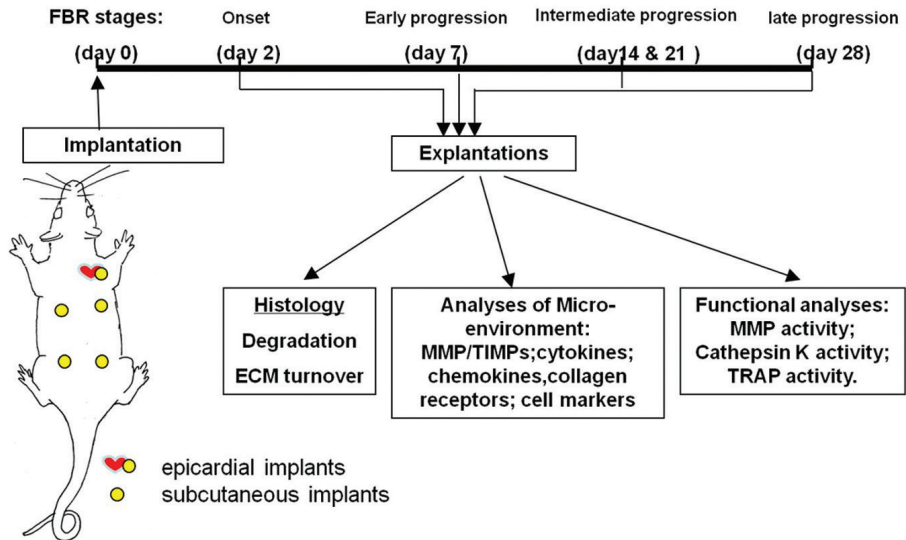 FBR stages: Onset Early progression Intermediate progression late progression
(day 0) (day 2) (day 7) (day14 & 21 ) (day 28)
Implantation
Explantations
Histology
Degradation
ECM turnover
Analyses of Micro-
environment:
MMP/TIMPs;cytokines;
chemokines,collagen
receptors; cell markers
Functional analyses:
MMP activity;
Cathepsin K activity;
TRAP activity.
epicardial implants
subcutaneous implants